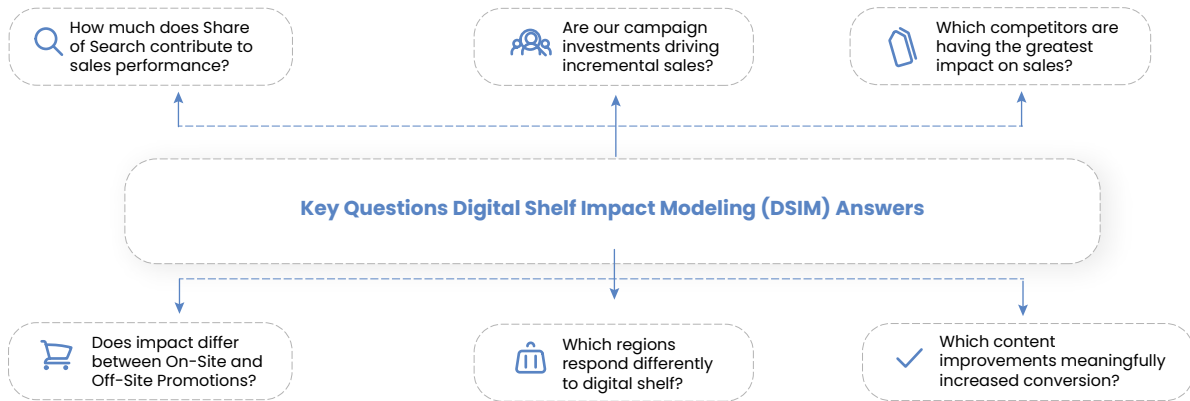 How much does Share
of Search contribute to
sales performance?
Are our campaign
investments driving
incremental sales?
Which competitors are
having the greatest
impact on sales?
Key Questions Digital Shelf Impact Modeling (DSIM) Answers
Does impact differ
between On-Site and
Off-Site Promotions?
Which regions
respond differently
to digital shelf?
Which content
improvements meaningfully
increased conversion?